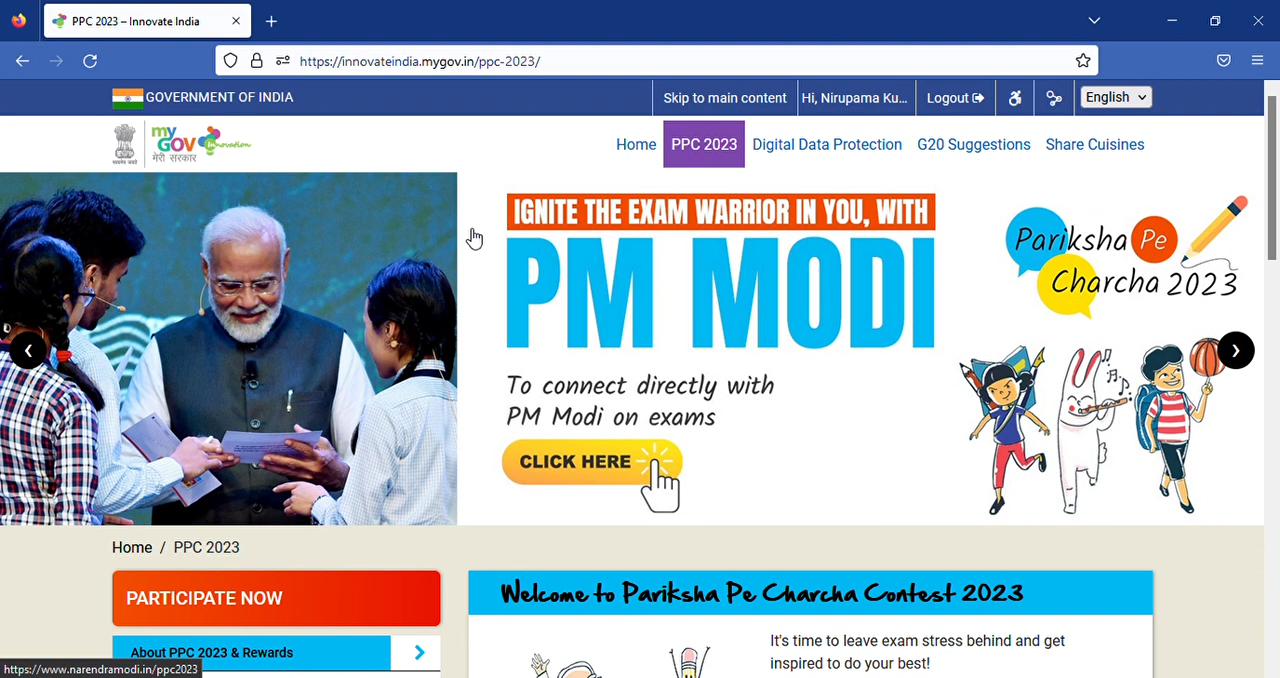 PPC 2023 – Innovate India
https://innovateindia.mygov.in/ppc-2023/
GOVERNMENT OF INDIA
Skip to main content
Hi, Nirupama Ku...
Logout
English
my
GOV
मेरी सरकार
innovation
Home
PPC 2023
Digital Data Protection
G20 Suggestions
Share Cuisines
IGNITE THE EXAM WARRIOR IN YOU, WITH
PM MODI
To connect directly with
PM Modi on exams
CLICK HERE
Pariksha Pe
Charcha 2023
Home / PPC 2023
PARTICIPATE NOW
About PPC 2023 & Rewards
Welcome to Pariksha Pe Charcha Contest 2023
It's time to leave exam stress behind and get
inspired to do your best!
https://www.narendramodi.in/ppc2023